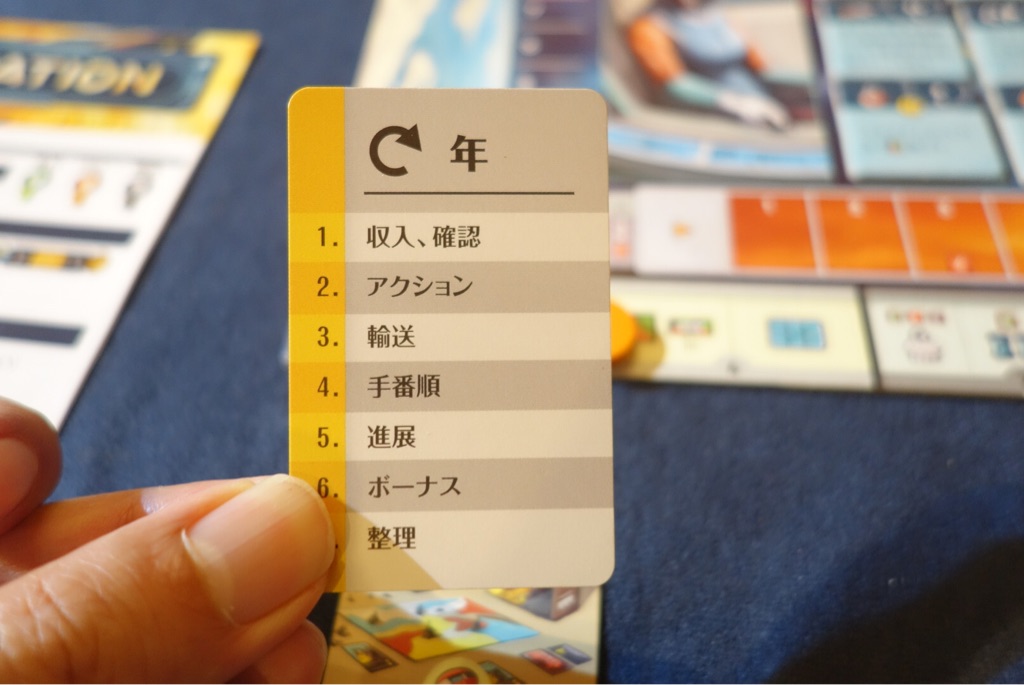 ATION
年
1. 収入、確認
2. アクション
3. 輸送
4. 手番順
5. 進展
6. ボーナス
整理